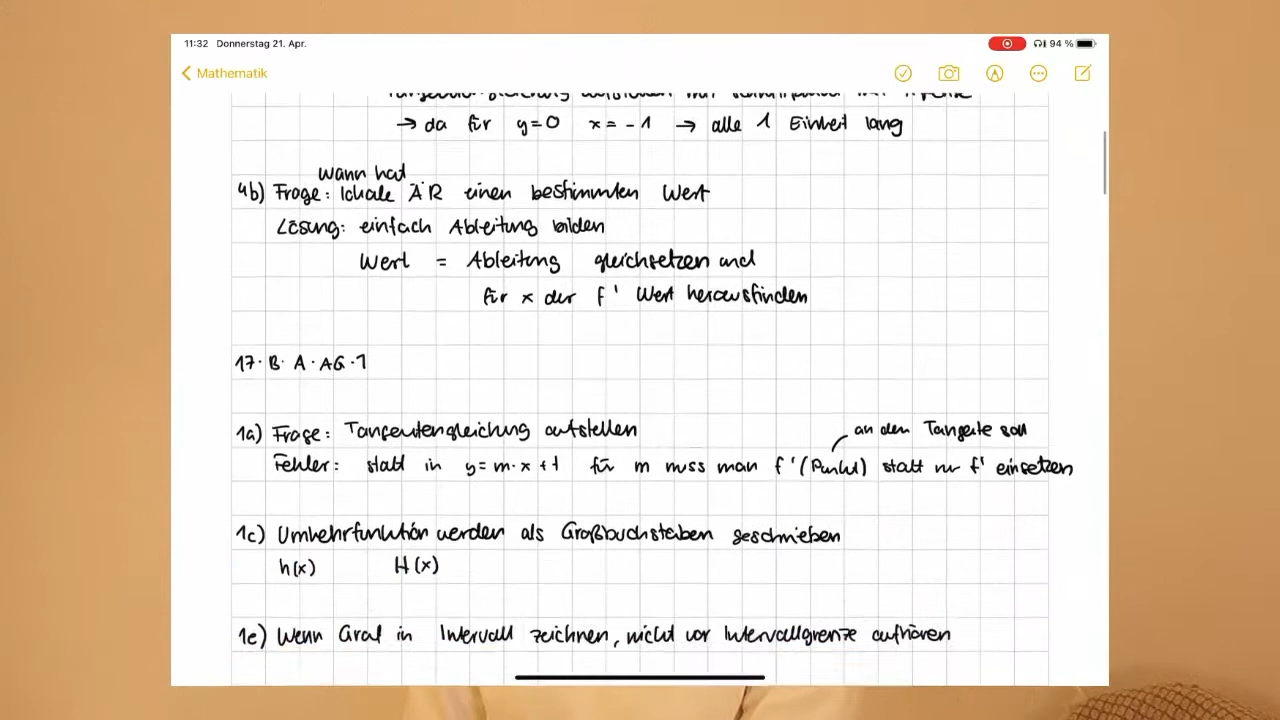 11:32 Donnerstag 21. Apr.
94 %
Mathematik
→ da für y=0 x=-1 → alle 1 Einheit lang
wann hat
4b) Frage: lokale ÄR einen bestimmten Wert
Lösung: einfach Ableitung bilden
Wert = Ableitung gleichsetzen und
für x der f' Wert herausfinden
17. B. A. AG. 1
1a) Frage: Tangentengleichung aufstellen
an dem Tangente sein
Fehler: statt in y=m·x+t für m muss man f'(Punkt) statt nur f' einsetzen
1c) Umkehrfunktion werden als Großbuchstaben geschrieben
h(x) H(x)
1e) Wenn Graf in Intervall zeichnen, nicht vor Intervallgrenze aufhören